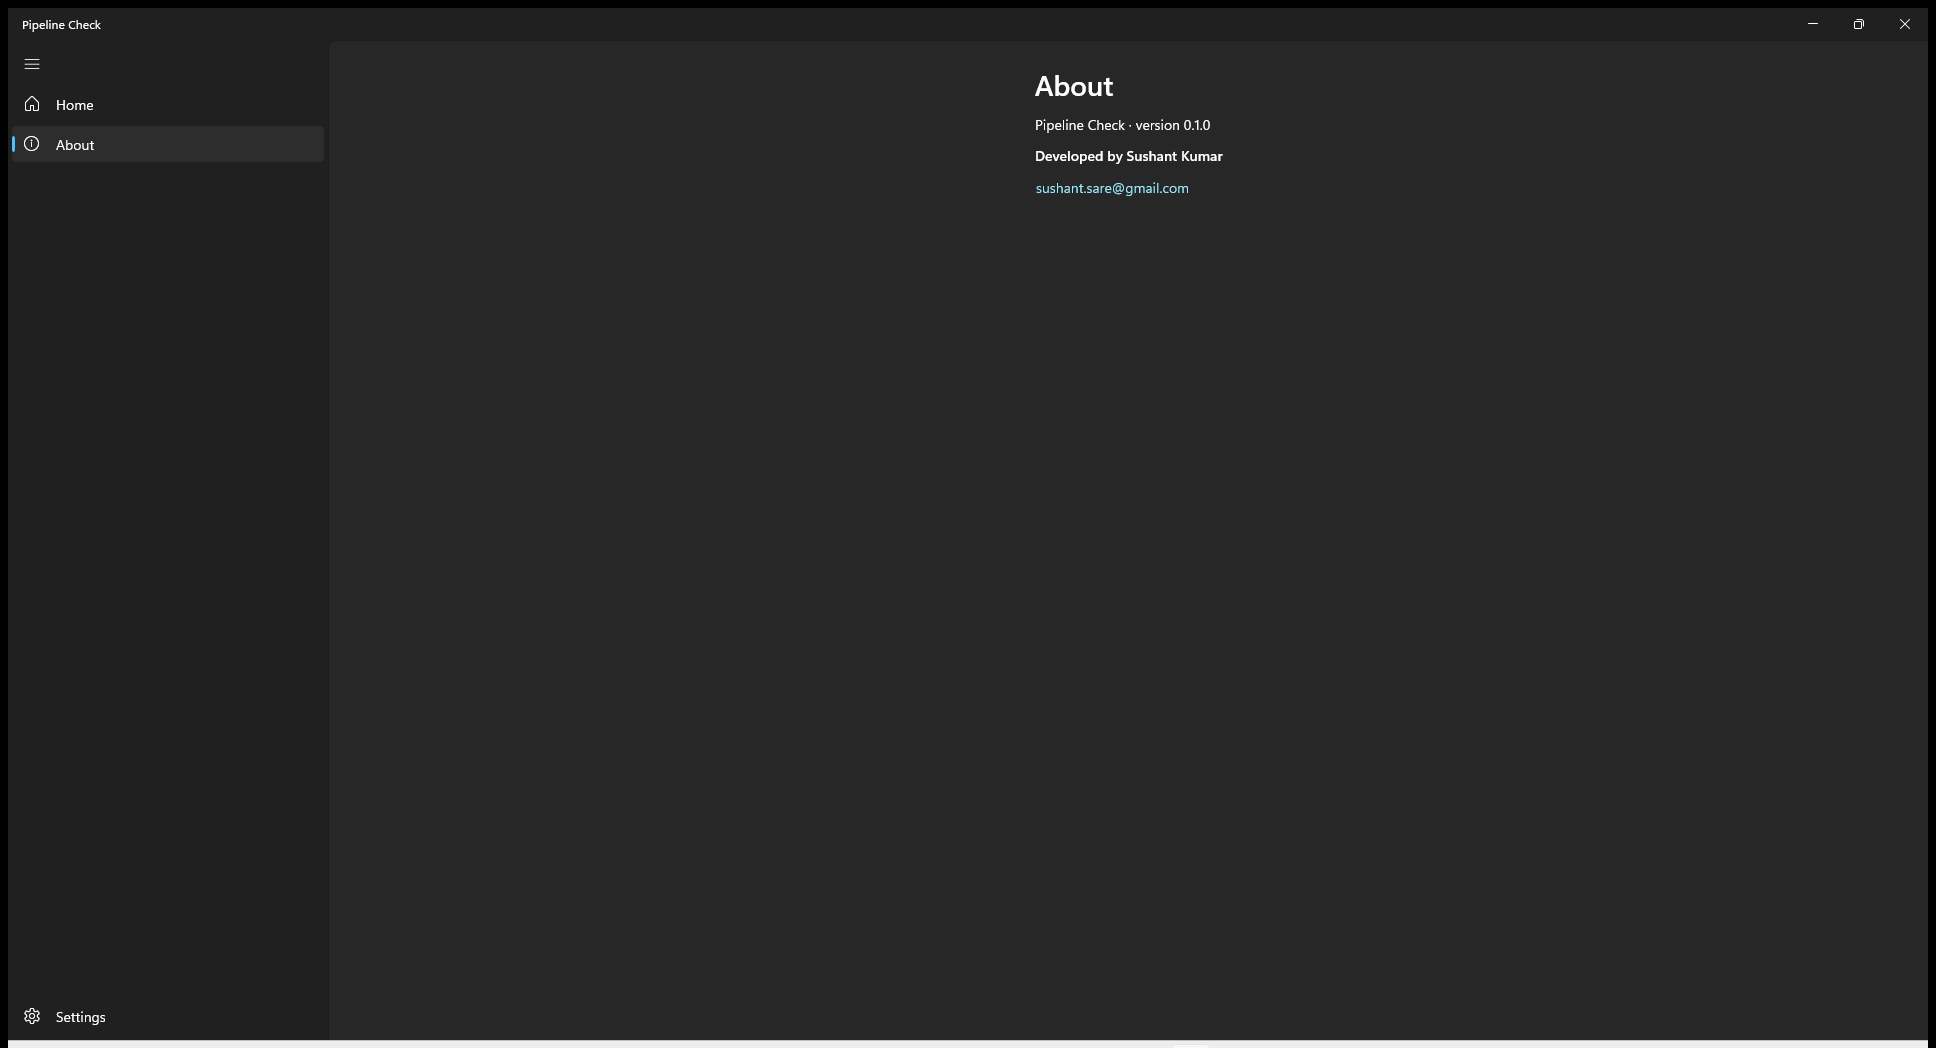 Pipeline Check
Home
About
Settings
About
Pipeline Check · version 0.1.0
Developed by Sushant Kumar
sushant.sare@gmail.com